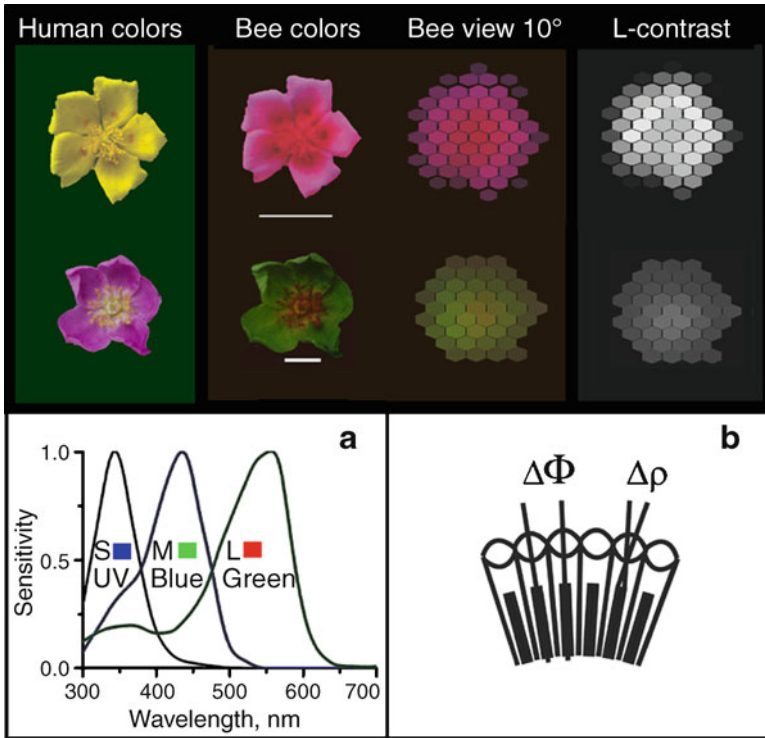 Human colors Bee colors Bee view 10° L-contrast
a
1.0
0.5
0.0
Sensitivity
S M L
UV Blue Green
300 400 500 600 700
Wavelength, nm
b
ΔΦ Δρ